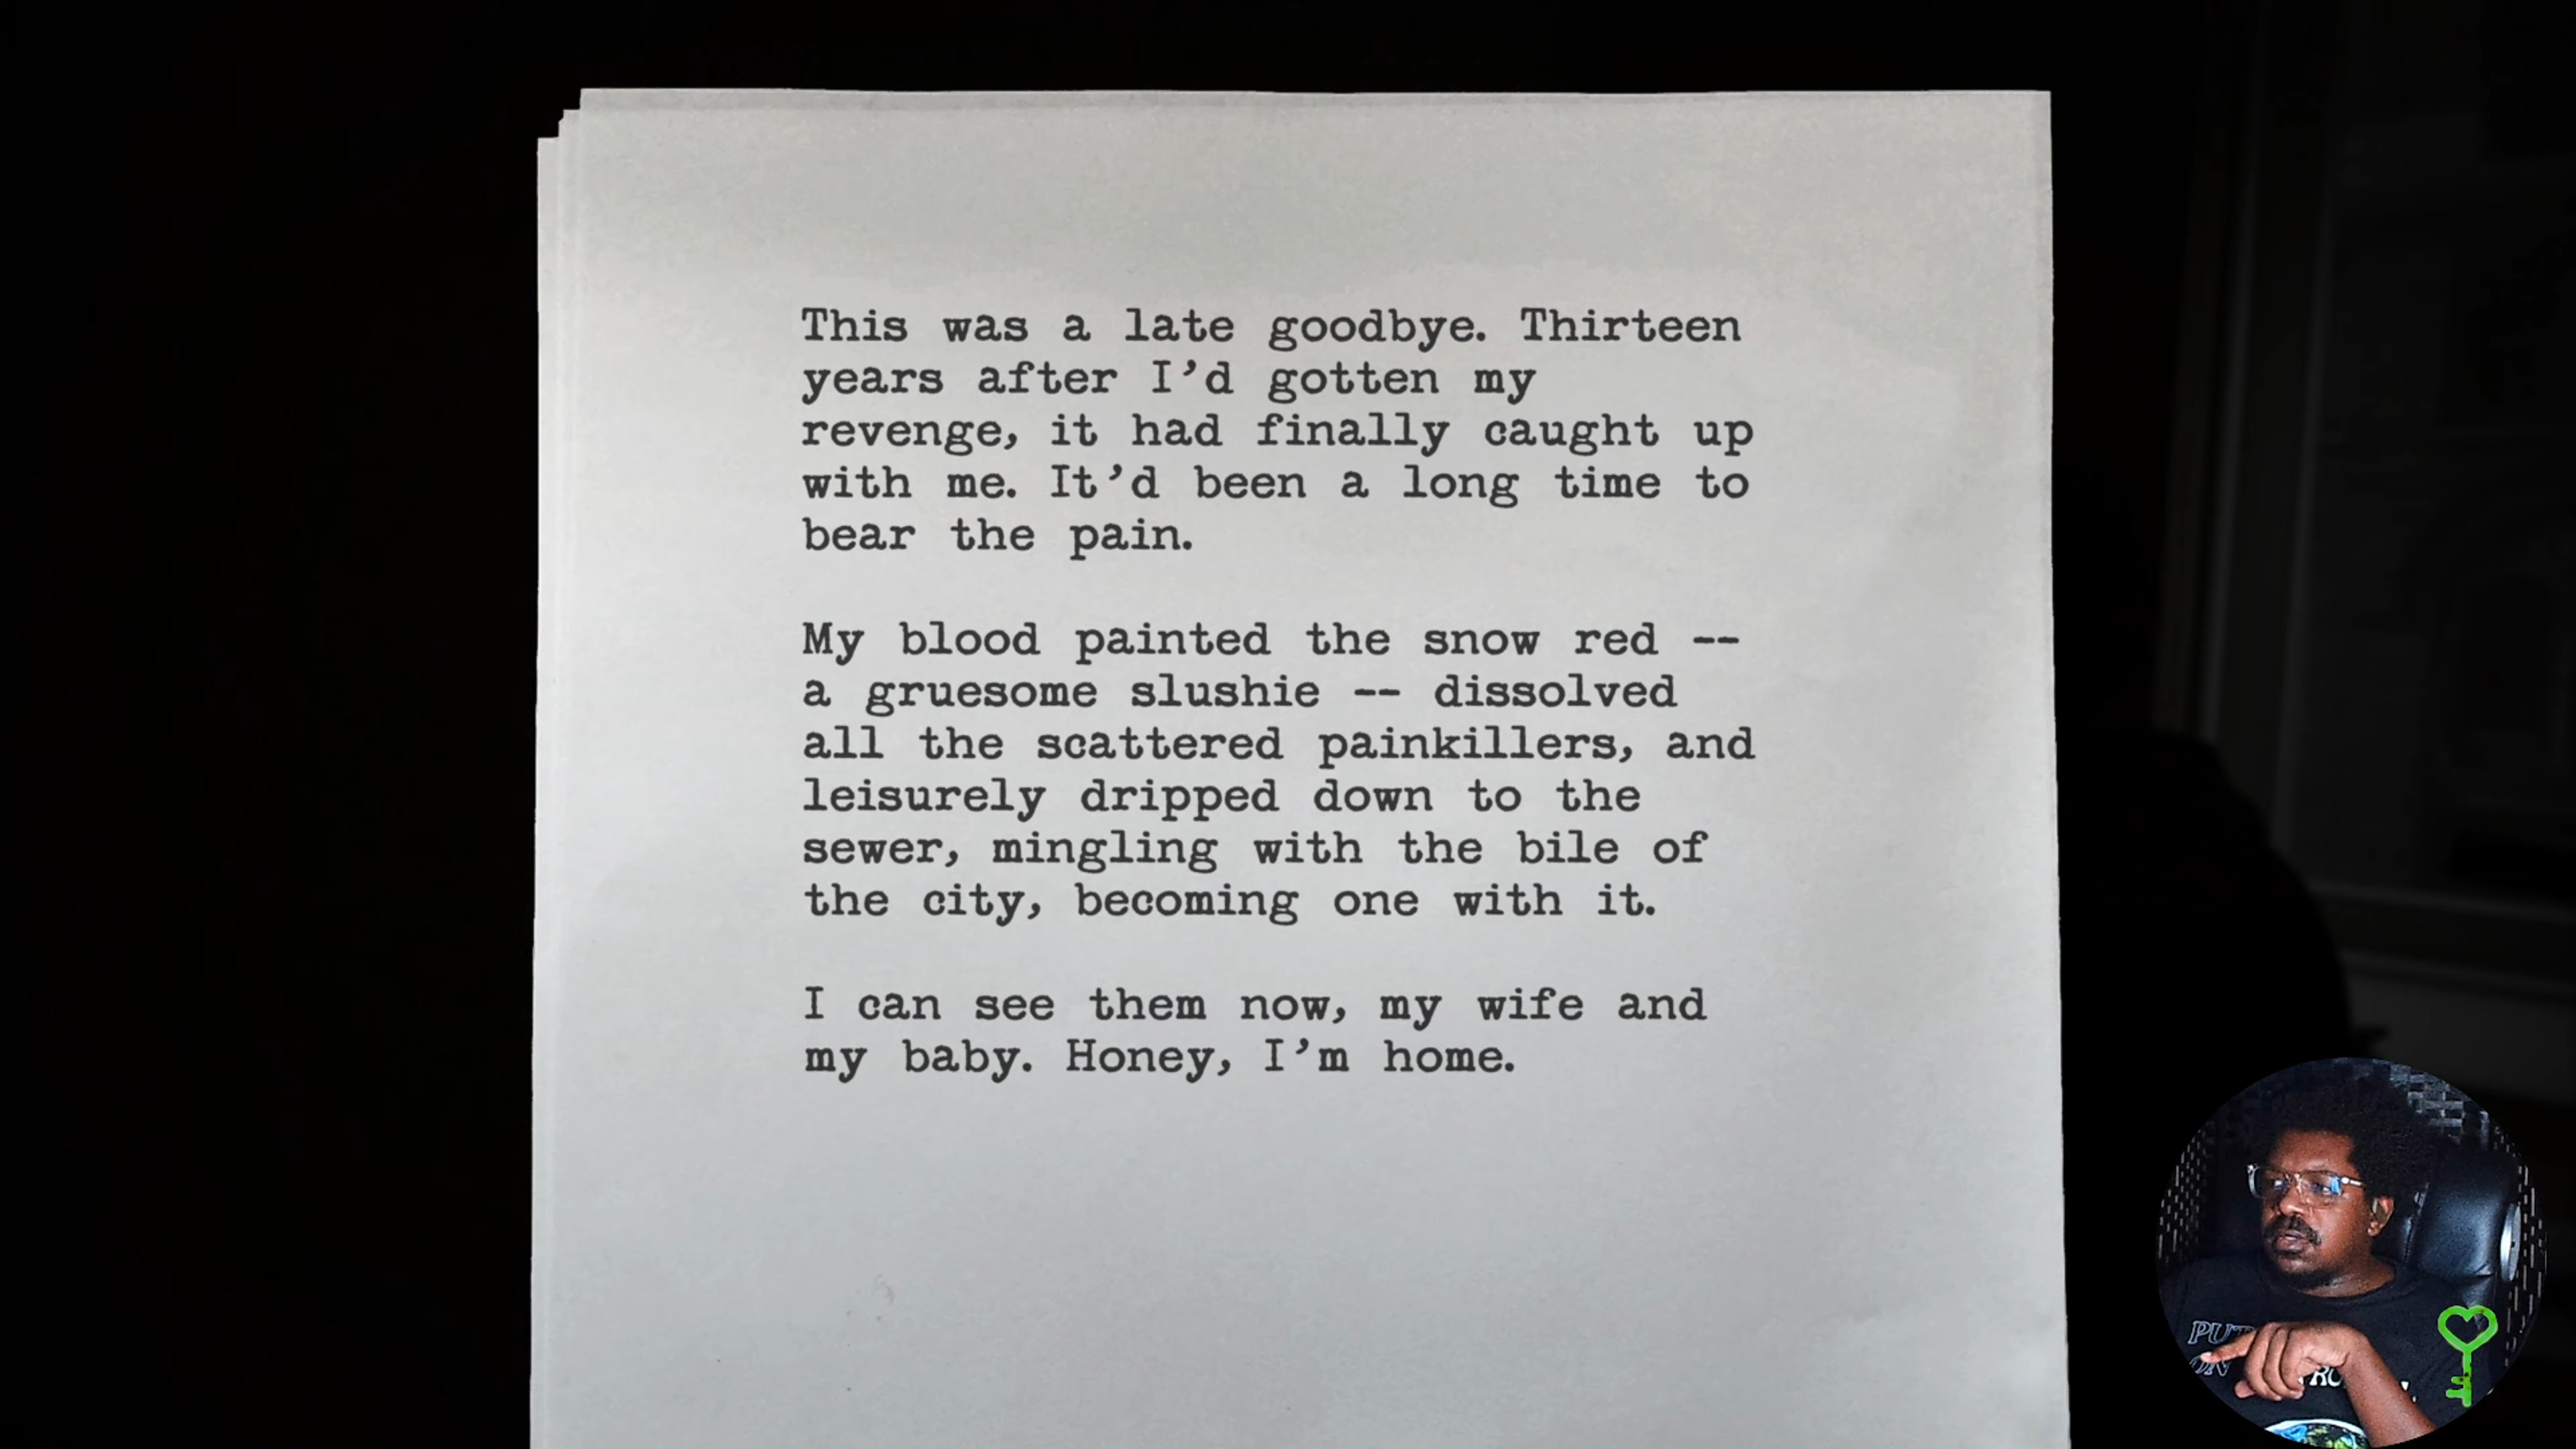 This was a late goodbye. Thirteen
years after I’d gotten my
revenge, it had finally caught up
with me. It’d been a long time to
bear the pain.
My blood painted the snow red --
a gruesome slushie -- dissolved
all the scattered painkillers, and
leisurely dripped down to the
sewer, mingling with the bile of
the city, becoming one with it.
I can see them now, my wife and
my baby. Honey, I’m home.
ON